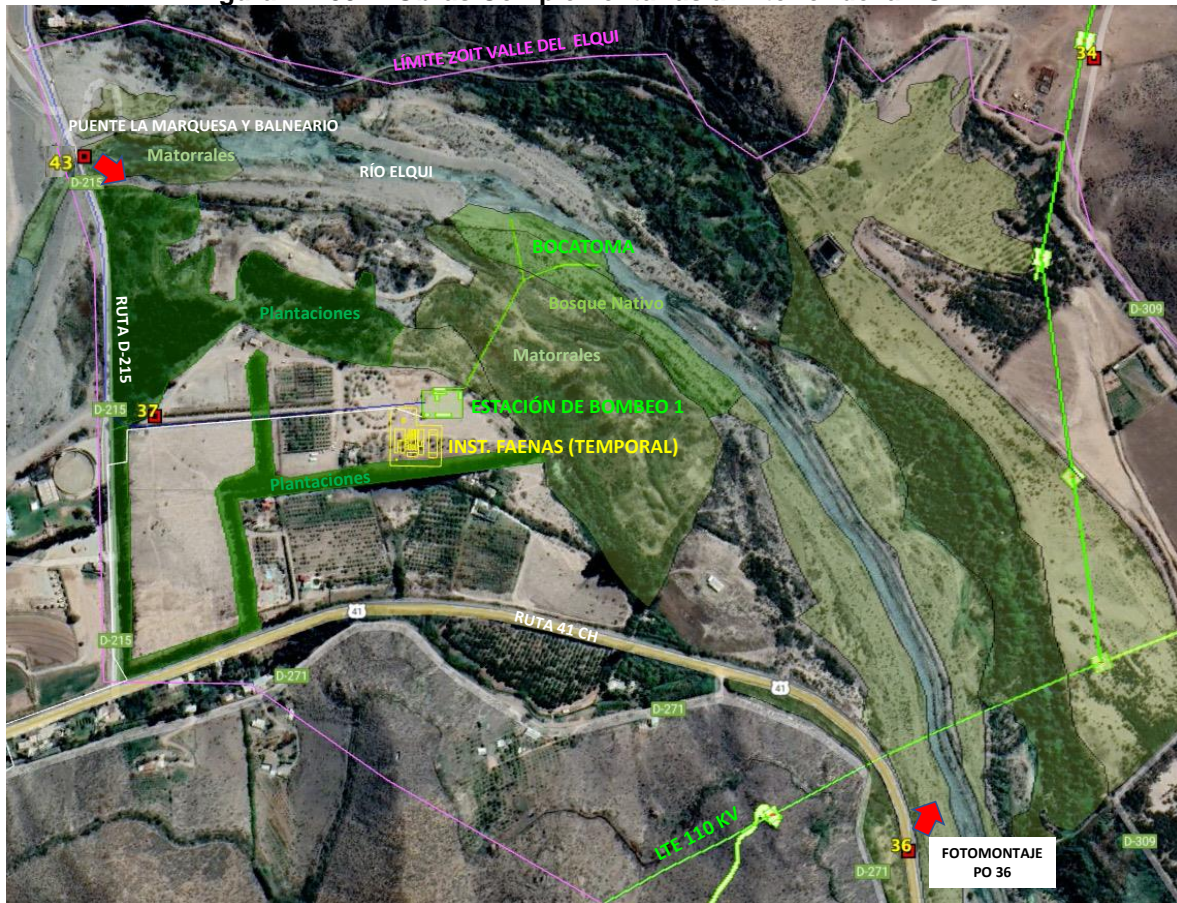 LÍMITE ZOIT VALLE DEL ELQUI
34
PUENTE LA MARQUESA Y BALNEARIO
43
Matorrales
RÍO ELQUI
D-215
BOCATOMA
RUTA D-215
Plantaciones
Bosque Nativo
D-309
Matorrales
D-215
37
ESTACIÓN DE BOMBEO 1
INST. FAENAS (TEMPORAL)
Plantaciones
41
RUTA 41 CH
D-215
D-271
41
D-271
LTE 110 KV
36
D-271
FOTOMONTAJE
PO 36
D-309